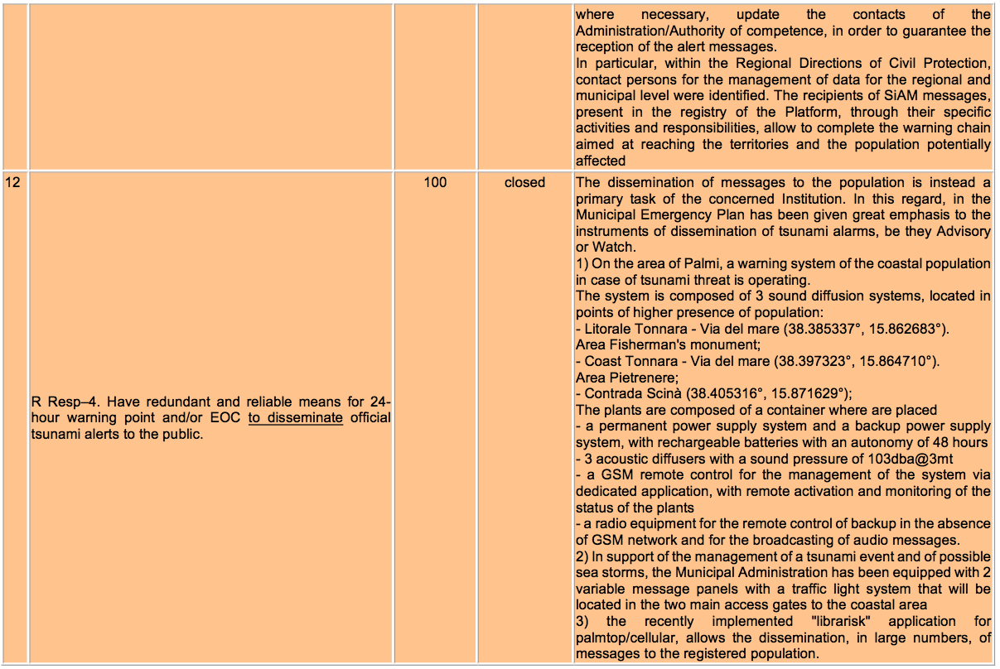 where necessary, update the contacts of the
Administration/Authority of competence, in order to guarantee the
reception of the alert messages.
In particular, within the Regional Directions of Civil Protection,
contact persons for the management of data for the regional and
municipal level were identified. The recipients of SiAM messages,
present in the registry of the Platform, through their specific
activities and responsibilities, allow to complete the warning chain
aimed at reaching the territories and the population potentially
affected
12
R Resp–4. Have redundant and reliable means for 24-
hour warning point and/or EOC to disseminate official
tsunami alerts to the public.
100
closed
The dissemination of messages to the population is instead a
primary task of the concerned Institution. In this regard, in the
Municipal Emergency Plan has been given great emphasis to the
instruments of dissemination of tsunami alarms, be they Advisory
or Watch.
1) On the area of Palmi, a warning system of the coastal population
in case of tsunami threat is operating.
The system is composed of 3 sound diffusion systems, located in
points of higher presence of population:
- Litorale Tonnara - Via del mare (38.385337°, 15.862683°).
Area Fisherman's monument;
- Coast Tonnara - Via del mare (38.397323°, 15.864710°).
Area Pietrenere;
- Contrada Scinà (38.405316°, 15.871629°);
The plants are composed of a container where are placed
- a permanent power supply system and a backup power supply
system, with rechargeable batteries with an autonomy of 48 hours
- 3 acoustic diffusers with a sound pressure of 103dba@3mt
- a GSM remote control for the management of the system via
dedicated application, with remote activation and monitoring of the
status of the plants
- a radio equipment for the remote control of backup in the absence
of GSM network and for the broadcasting of audio messages.
2) In support of the management of a tsunami event and of possible
sea storms, the Municipal Administration has been equipped with 2
variable message panels with a traffic light system that will be
located in the two main access gates to the coastal area
3) the recently implemented "librarisk" application for
palmtop/cellular, allows the dissemination, in large numbers, of
messages to the registered population.